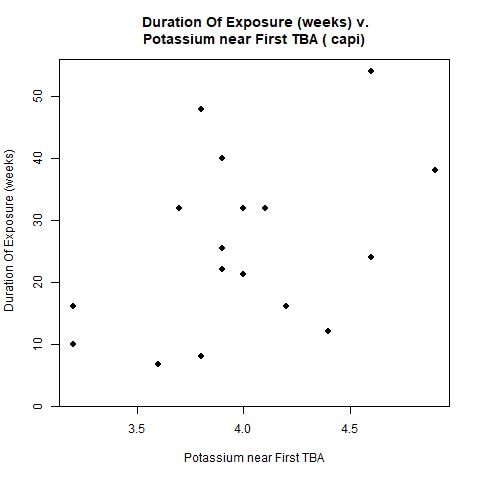 Duration Of Exposure (weeks) v.
Potassium near First TBA ( capi)
Duration Of Exposure (weeks)
50
40
30
20
10
0
3.5 4.0 4.5
Potassium near First TBA